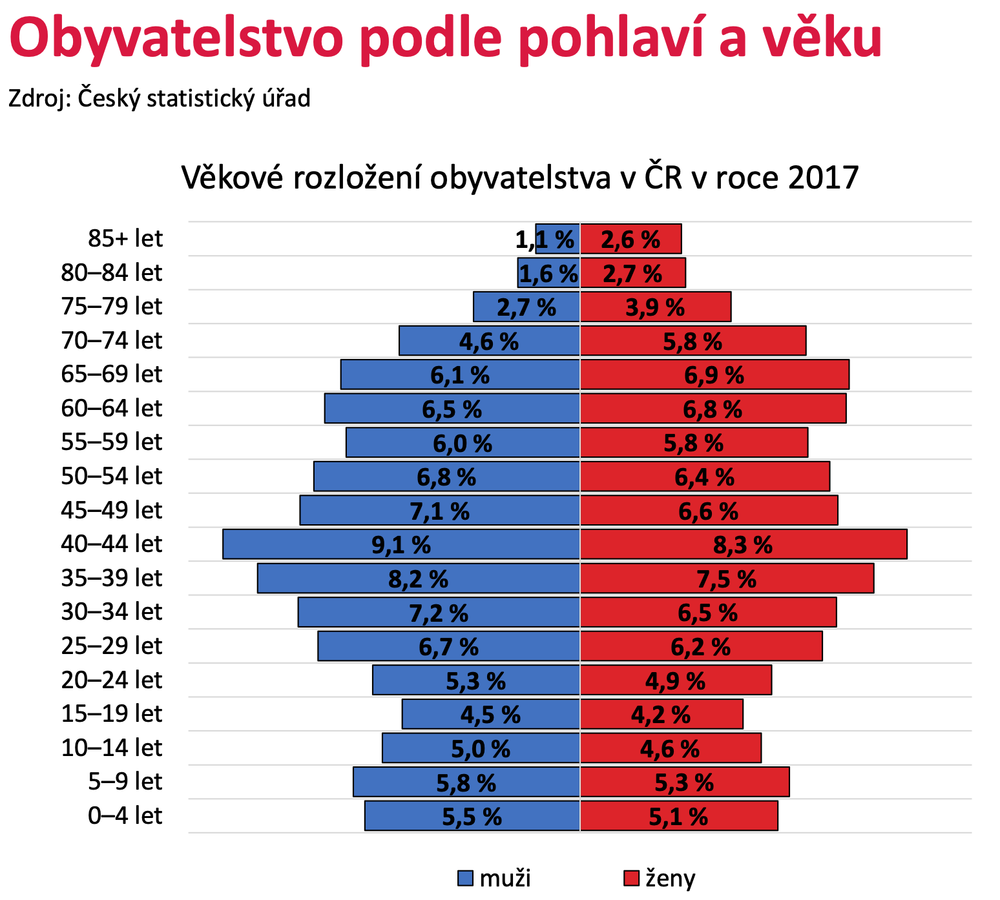 Obyvatelstvo podle pohlaví a věku
Zdroj: Český statistický úřad
Věkové rozložení obyvatelstva v ČR v roce 2017
85+ let 1,1 % 2,6 %
80–84 let 1,6 % 2,7 %
75–79 let 2,7 % 3,9 %
70–74 let 4,6 % 5,8 %
65–69 let 6,1 % 6,9 %
60–64 let 6,5 % 6,8 %
55–59 let 6,0 % 5,8 %
50–54 let 6,8 % 6,4 %
45–49 let 7,1 % 6,6 %
40–44 let 9,1 % 8,3 %
35–39 let 8,2 % 7,5 %
30–34 let 7,2 % 6,5 %
25–29 let 6,7 % 6,2 %
20–24 let 5,3 % 4,9 %
15–19 let 4,5 % 4,2 %
10–14 let 5,0 % 4,6 %
5–9 let 5,8 % 5,3 %
0–4 let 5,5 % 5,1 %
muži ženy